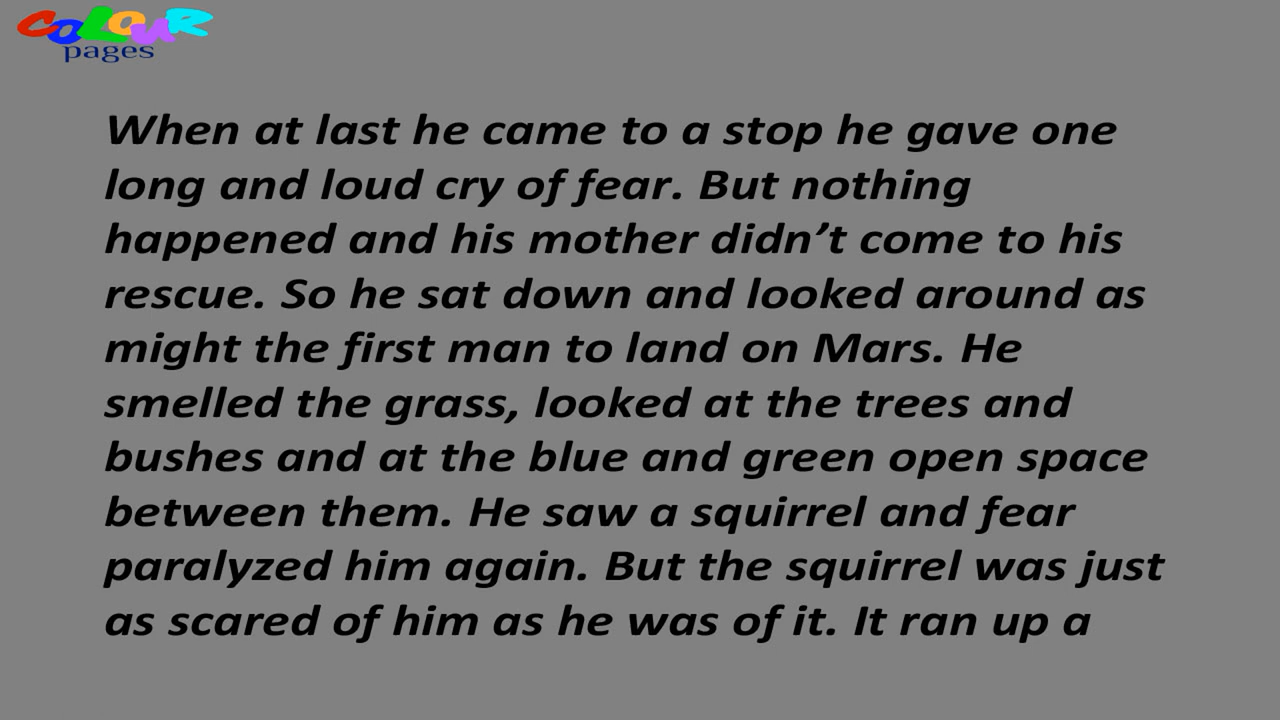 COLOUR
pages
When at last he came to a stop he gave one
long and loud cry of fear. But nothing
happened and his mother didn’t come to his
rescue. So he sat down and looked around as
might the first man to land on Mars. He
smelled the grass, looked at the trees and
bushes and at the blue and green open space
between them. He saw a squirrel and fear
paralyzed him again. But the squirrel was just
as scared of him as he was of it. It ran up a